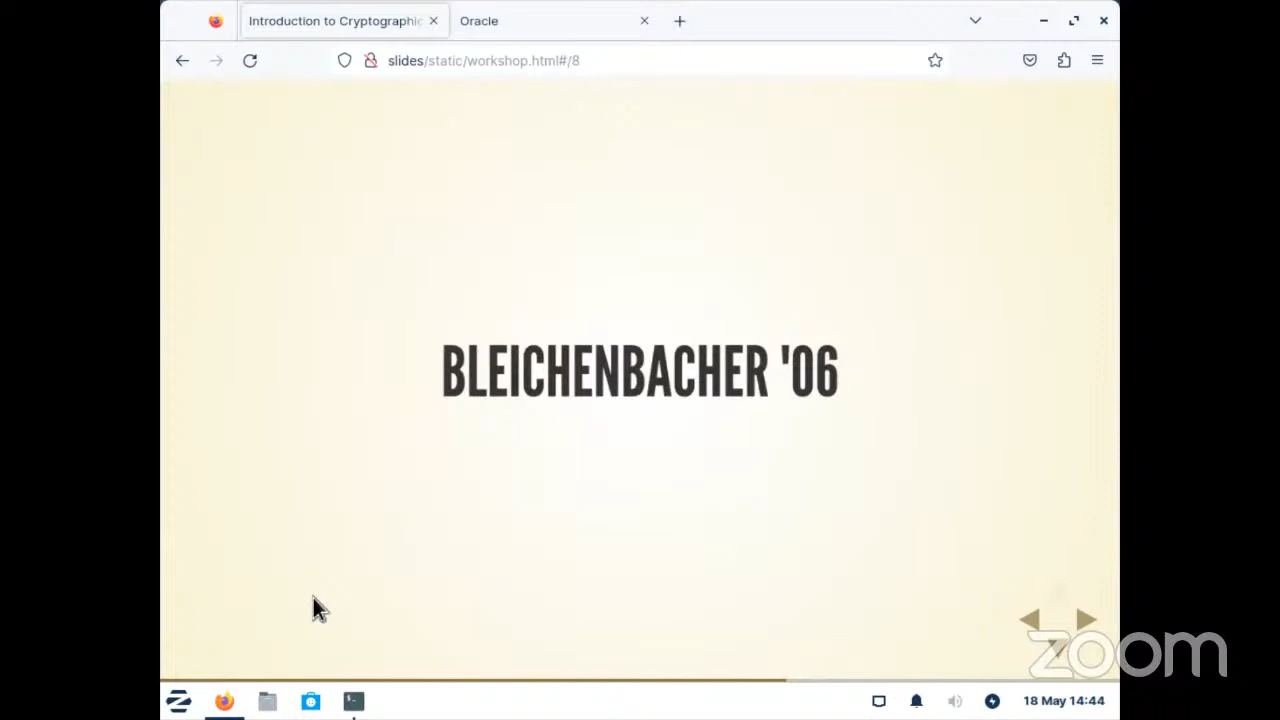 Introduction to Cryptographic
Oracle
slides/static/workshop.html#/8
BLEICHENBACHER '06
zoom
18 May 14:44